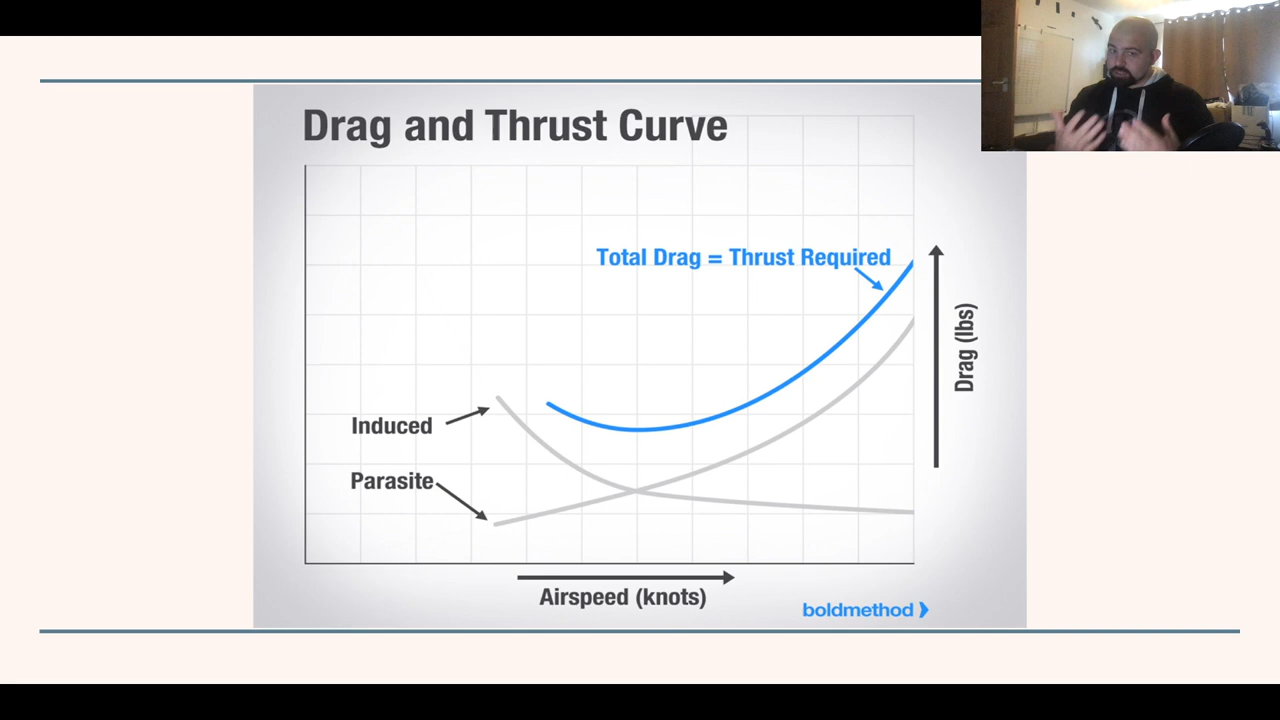 Drag and Thrust Curve
Total Drag = Thrust Required
Drag (lbs)
Induced
Parasite
Airspeed (knots)
boldmethod